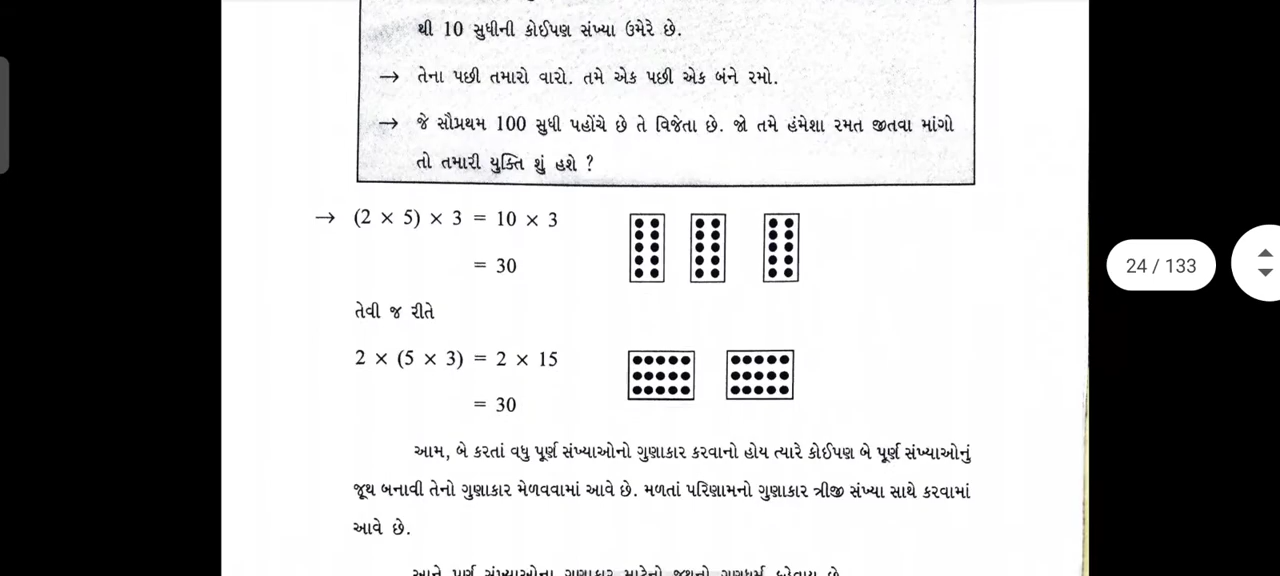 થી 10 સુધીની કોઈપણ સંખ્યા ઉમેરે છે.
→ તેના પછી તમારો વારો. તમે એક પછી એક બંને રમો.
→ જે સૌપ્રથમ 100 સુધી પહોંચે છે તે વિજેતા છે. જો તમે હંમેશા રમત જીતવા માંગો
તો તમારી યુક્તિ શું હશે ?
→ (2 × 5) × 3 = 10 × 3
= 30
તેવી જ રીતે
2 × (5 × 3) = 2 × 15
= 30
આમ, બે કરતાં વધુ પૂર્ણ સંખ્યાઓનો ગુણાકાર કરવાનો હોય ત્યારે કોઈપણ બે પૂર્ણ સંખ્યાઓનું
જૂથ બનાવી તેનો ગુણાકાર મેળવવામાં આવે છે. મળતાં પરિણામનો ગુણાકાર ત્રીજી સંખ્યા સાથે કરવામાં
આવે છે.
24 / 133